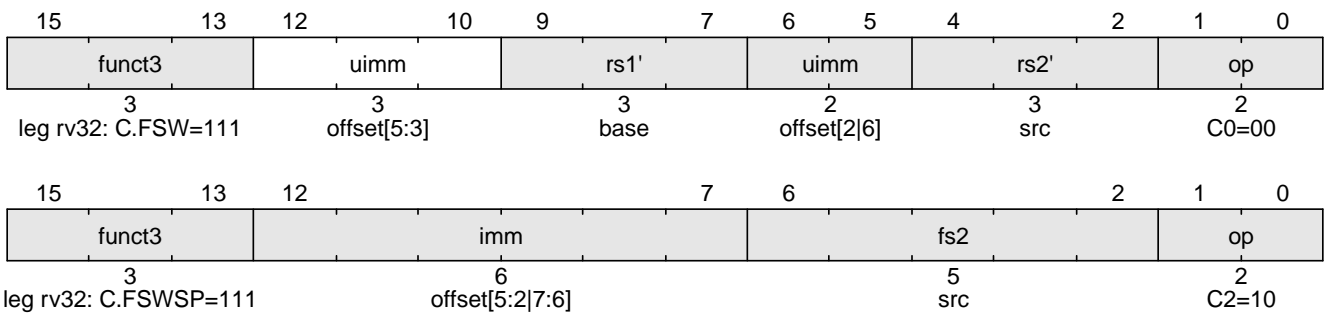 15 13 12 10 9 7 6 5 4 2 1 0
funct3 uimm rs1' uimm rs2' op
3 3 3 2 3 2
leg rv32: C.FSW=111 offset[5:3] base offset[2|6] src C0=00
15 13 12 7 6 2 1 0
funct3 imm fs2 op
3 6 5 2
leg rv32: C.FSWSP=111 offset[5:2|7:6] src C2=10